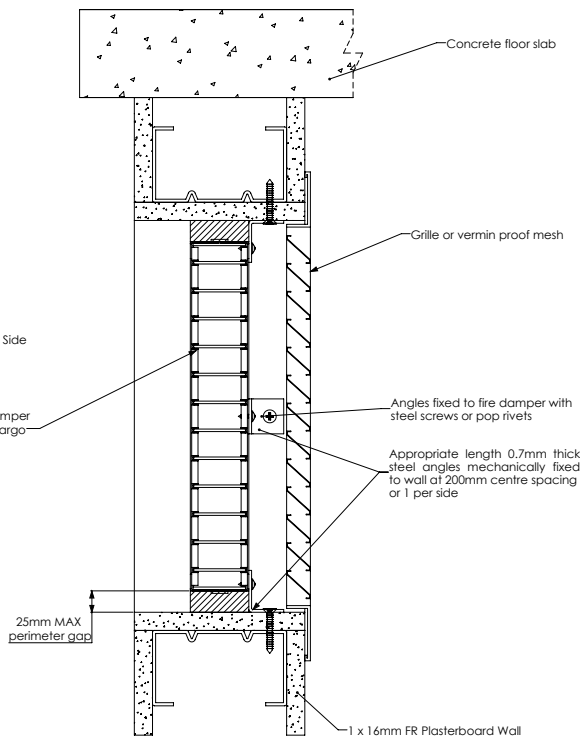 Concrete floor slab
Grille or vermin proof mesh
Side
Angles fixed to fire damper with
steel screws or pop rivets
Appropriate length 0.7mm thick
steel angles mechanically fixed
to wall at 200mm centre spacing
or 1 per side
25mm MAX
perimeter gap
1 x 16mm FR Plasterboard Wall